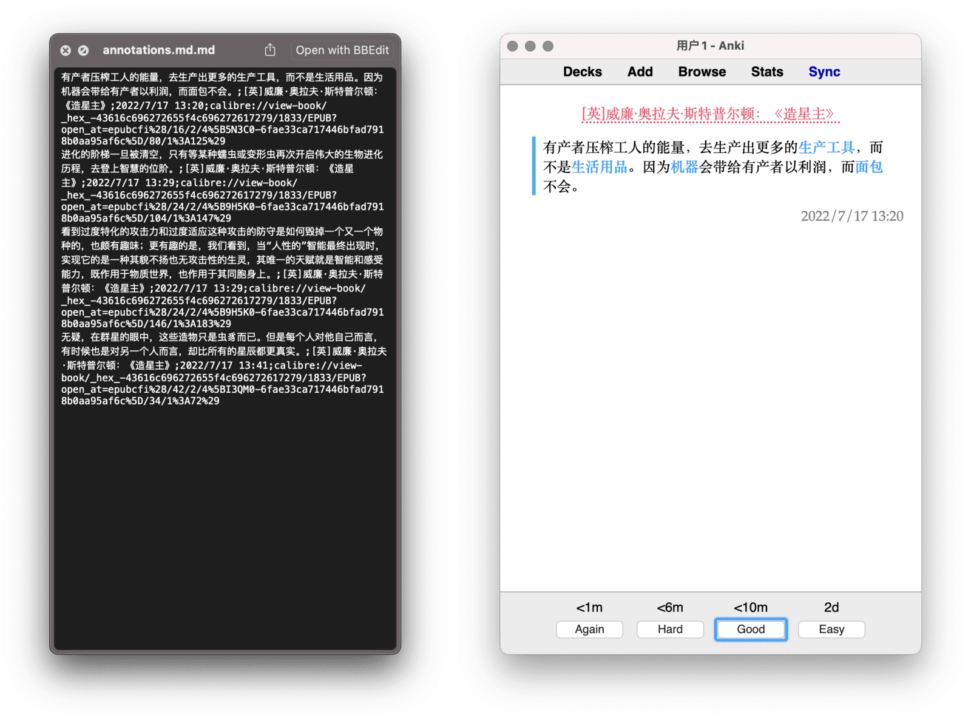 annotations.md.md
Open with BBEdit
有产者压榨工人的能量，去生产出更多的生产工具，而不是生活用品。因为
机器会带给有产者以利润，而面包不会。;[英]威廉·奥拉夫·斯特普尔顿:
《造星主》;2022/7/17 13:20;calibre://view-book/
_hex_-43616c696272655f4c696272617279/1833/EPUB?
open_at=epubcfi%28/16/2/4%5B5N3C0-6fae33ca717446bfad791
8b0aa95af6c%5D/80/1%3A125%29
进化的阶梯一旦被清空，只有等某种蠕虫或变形虫再次开启伟大的生物进化
历程，去登上智慧的位阶。;[英]威廉·奥拉夫·斯特普尔顿: 《造星
主》;2022/7/17 13:29;calibre://view-book/
_hex_-43616c696272655f4c696272617279/1833/EPUB?
open_at=epubcfi%28/24/2/4%5B9H5K0-6fae33ca717446bfad791
8b0aa95af6c%5D/104/1%3A147%29
看到过度特化的攻击力和过度适应这种攻击的防守是如何毁掉一个又一个物
种的，也颇有趣味；更有趣的是，我们看到，当“人性的”智能最终出现时，
实现它的是一种其貌不扬也无攻击性的生灵，其唯一的天赋就是智能和感受
能力，既作用于物质世界，也作用于其同胞身上。;[英]威廉·奥拉夫·斯特
普尔顿: 《造星主》;2022/7/17 13:29;calibre://view-book/
_hex_-43616c696272655f4c696272617279/1833/EPUB?
open_at=epubcfi%28/24/2/4%5B9H5K0-6fae33ca717446bfad791
8b0aa95af6c%5D/146/1%3A183%29
无疑，在群星的眼中，这些造物只是虫豸而已。但是每个人对他自己而言，
有时候也是对另一个人而言，却比所有的星辰都更真实。;[英]威廉·奥拉夫
·斯特普尔顿: 《造星主》;2022/7/17 13:41;calibre://view-
book/_hex_-43616c696272655f4c696272617279/1833/EPUB?
open_at=epubcfi%28/42/2/4%5BI3QM0-6fae33ca717446bfad791
8b0aa95af6c%5D/34/1%3A72%29
用户1 - Anki
Decks Add Browse Stats Sync
[英]威廉·奥拉夫·斯特普尔顿: 《造星主》
有产者压榨工人的能量，去生产出更多的生产工具，而
不是生活用品。因为机器会带给有产者以利润，而面包
不会。
2022/7/17 13:20
<1m <6m <10m 2d
Again Hard Good Easy